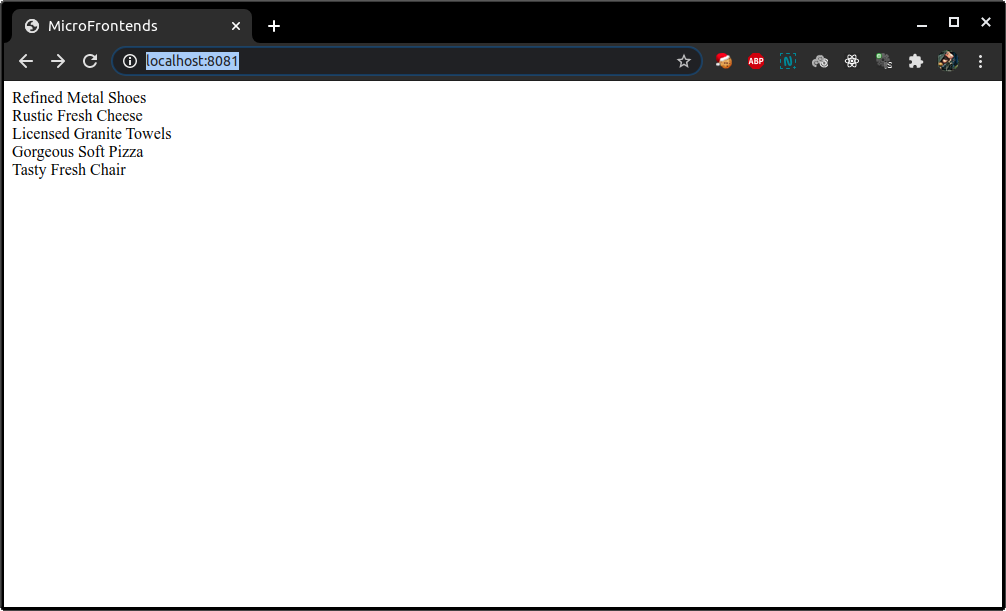 MicroFrontends
localhost:8081
ABP
N
S
Refined Metal Shoes
Rustic Fresh Cheese
Licensed Granite Towels
Gorgeous Soft Pizza
Tasty Fresh Chair